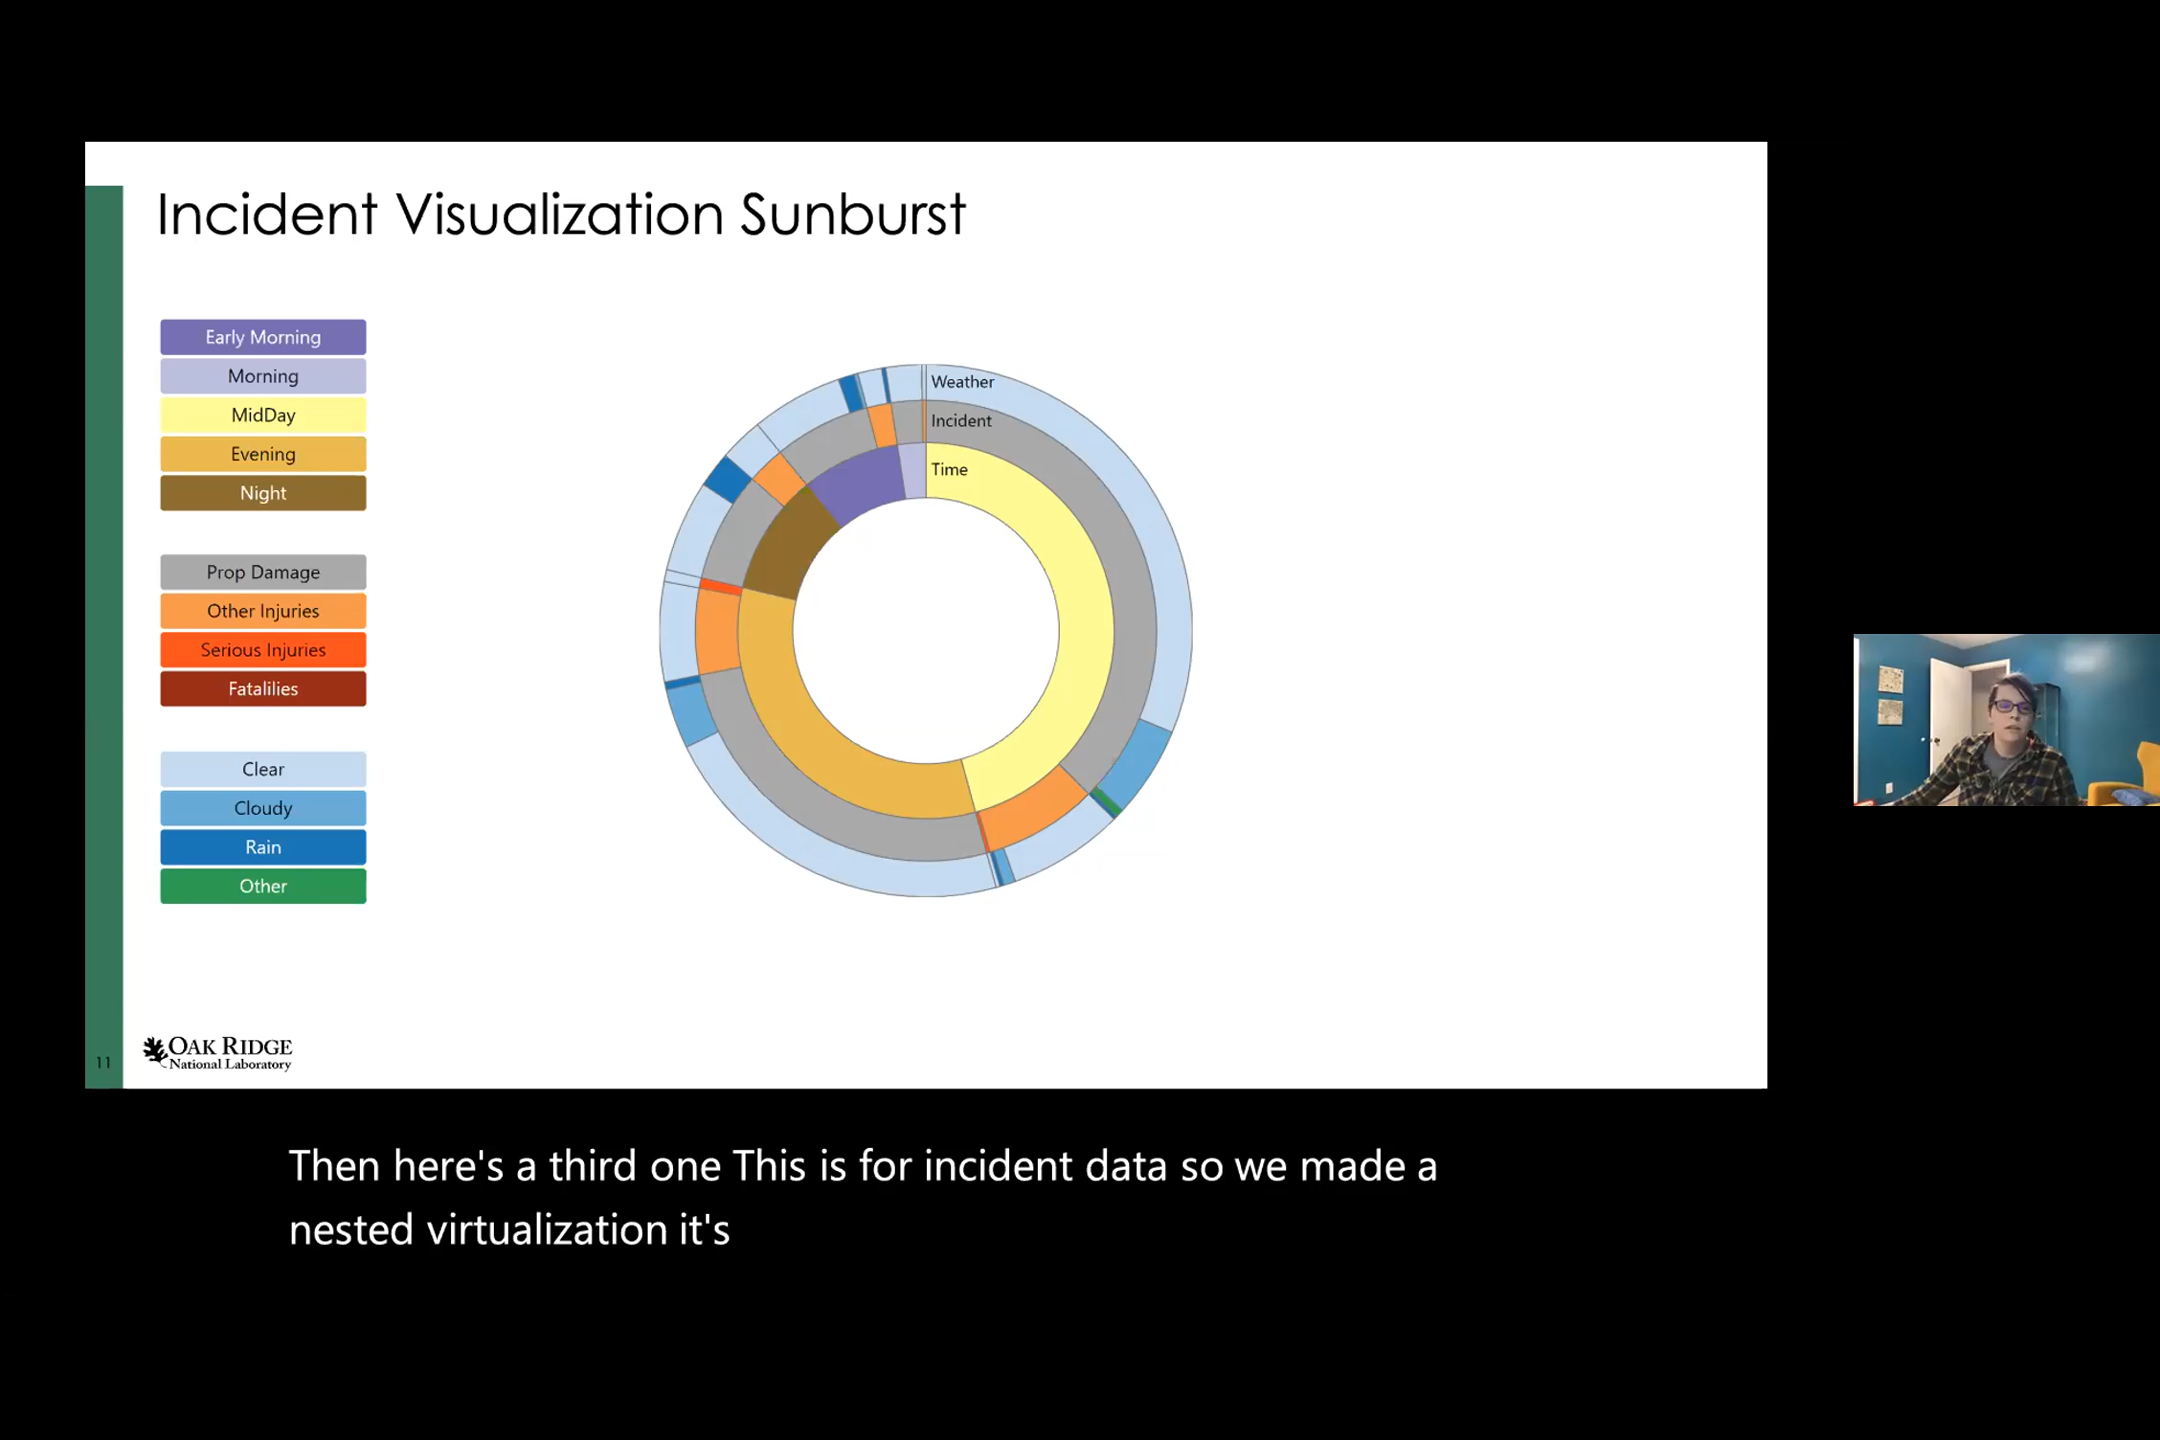 Incident Visualization Sunburst
Early Morning
Morning
MidDay
Evening
Night
Prop Damage
Other Injuries
Serious Injuries
Fatalilies
Clear
Cloudy
Rain
Other
Weather
Incident
Time
11
OAK RIDGE
National Laboratory
Then here's a third one This is for incident data so we made a
nested virtualization it's